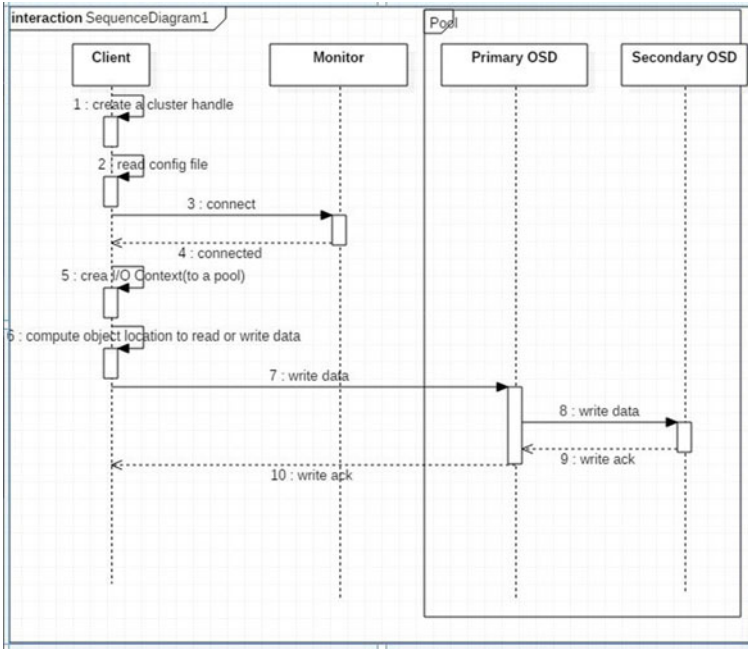 interaction SequenceDiagram1
Pool
Client
Monitor
Primary OSD
Secondary OSD
1 : create a cluster handle
2 : read config file
3 : connect
4 : connected
5 : crea I/O Context(to a pool)
6 : compute object location to read or write data
7 : write data
8 : write data
9 : write ack
10 : write ack